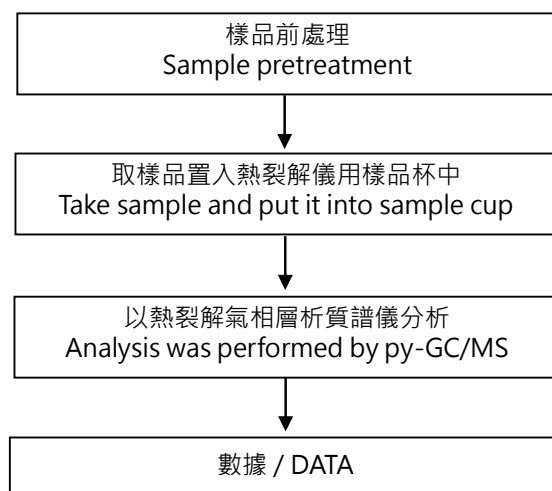 樣品前處理
Sample pretreatment
取樣品置入熱裂解儀用樣品杯中
Take sample and put it into sample cup
以熱裂解氣相層析質譜儀分析
Analysis was performed by py-GC/MS
數據 / DATA